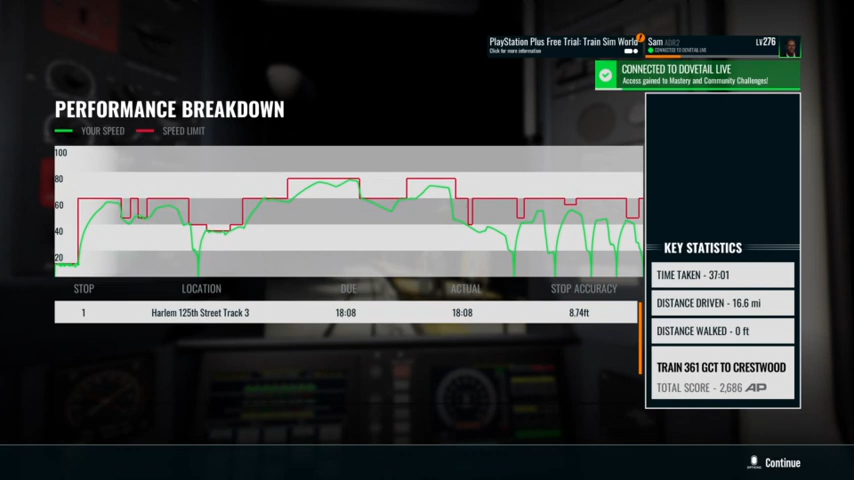 PlayStation Plus Free Trial: Train Sim World
Click for more information
Sam ADR2
CONNECTED TO DOVETAIL LIVE
LV 276
CONNECTED TO DOVETAIL LIVE
Access gained to Mastery and Community Challenges!
PERFORMANCE BREAKDOWN
YOUR SPEED
SPEED LIMIT
100
80
60
40
20
STOP LOCATION DUE ACTUAL STOP ACCURACY
1 Harlem 125th Street Track 3 18:08 18:08 8.74ft
KEY STATISTICS
TIME TAKEN - 37:01
DISTANCE DRIVEN - 16.6 mi
DISTANCE WALKED - 0 ft
TRAIN 361 GCT TO CRESTWOOD
TOTAL SCORE - 2,686 AP
OPTIONS Continue